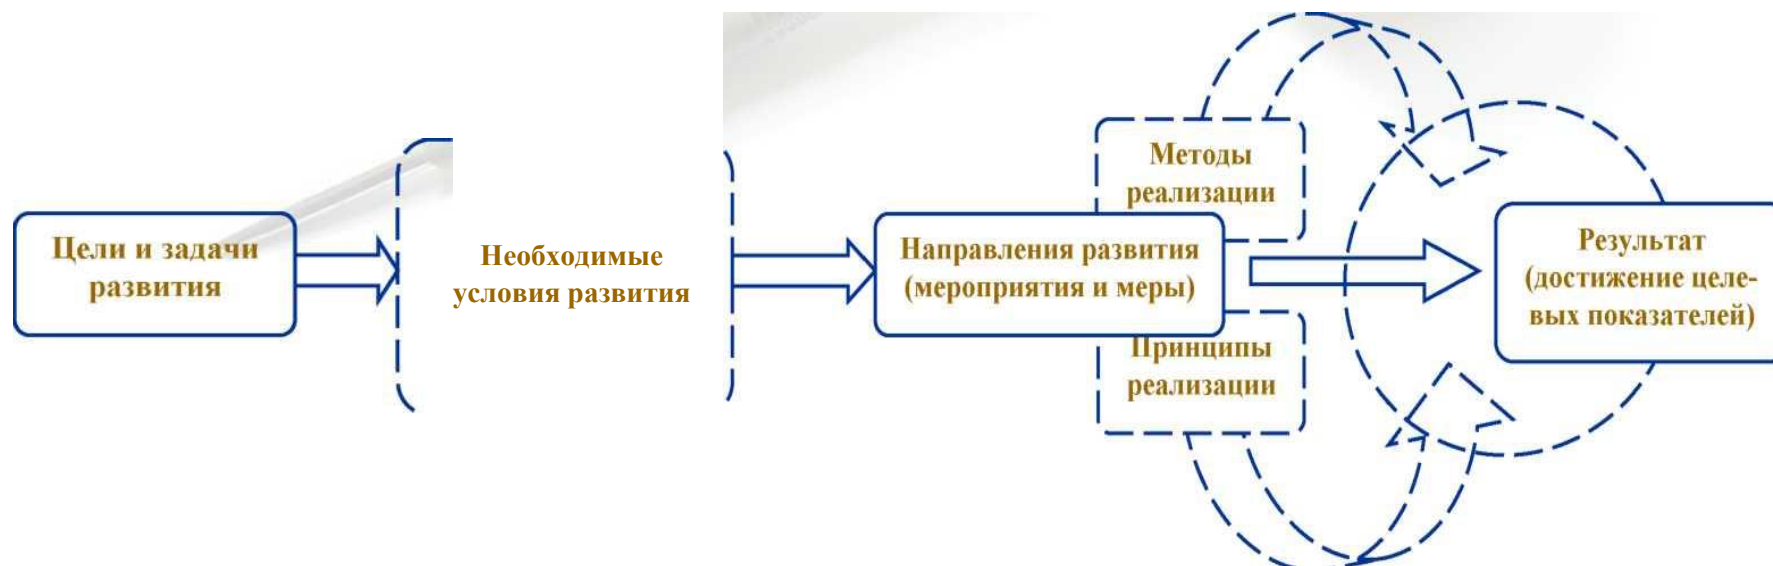 Цели и задачи
развития
Необходимые
условия развития
Методы
реализации
Направления развития
(мероприятия и меры)
Принципы
реализации
Результат
(достижение целе-
вых показателей)